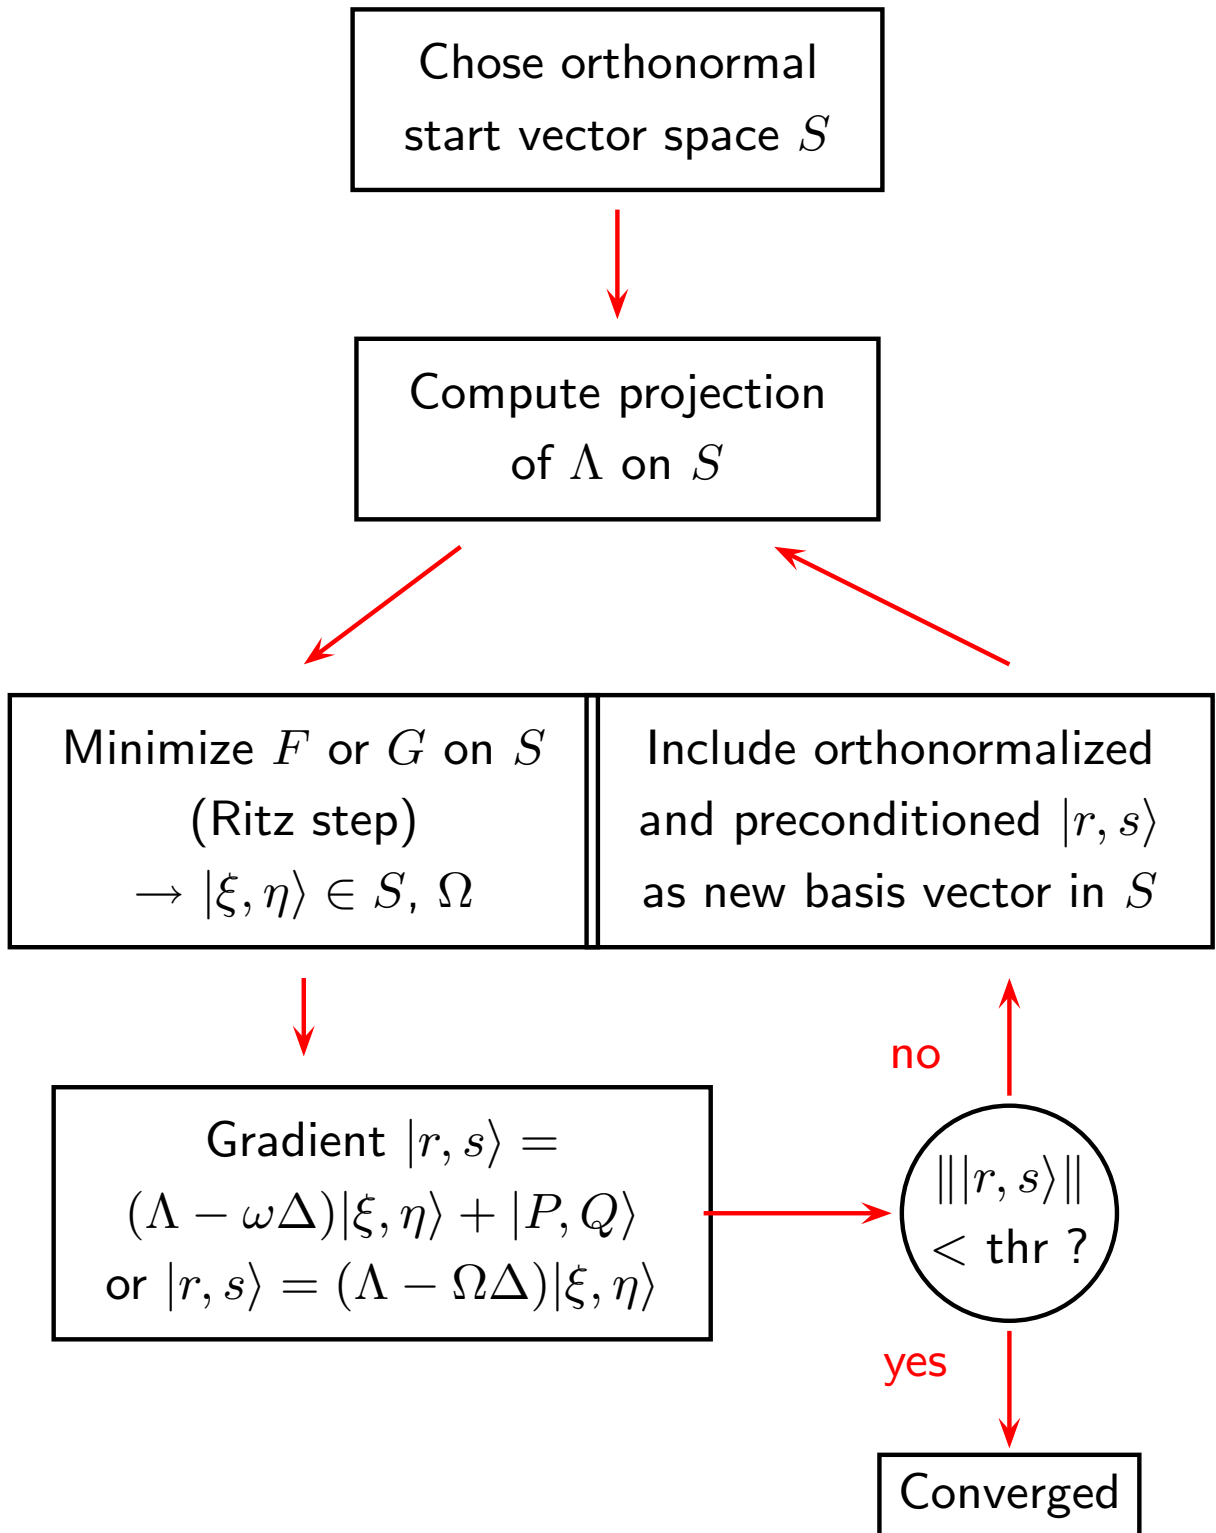 Chose orthonormal
start vector space S
Compute projection
of Λ on S
Minimize F or G on S
(Ritz step)
→ |ξ, η⟩ ∈ S, Ω
Include orthonormalized
and preconditioned |r, s⟩
as new basis vector in S
Gradient |r, s⟩ =
(Λ − ωΔ)|ξ, η⟩ + |P, Q⟩
or |r, s⟩ = (Λ − ΩΔ)|ξ, η⟩
no
‖|r, s⟩‖
< thr ?
yes
Converged